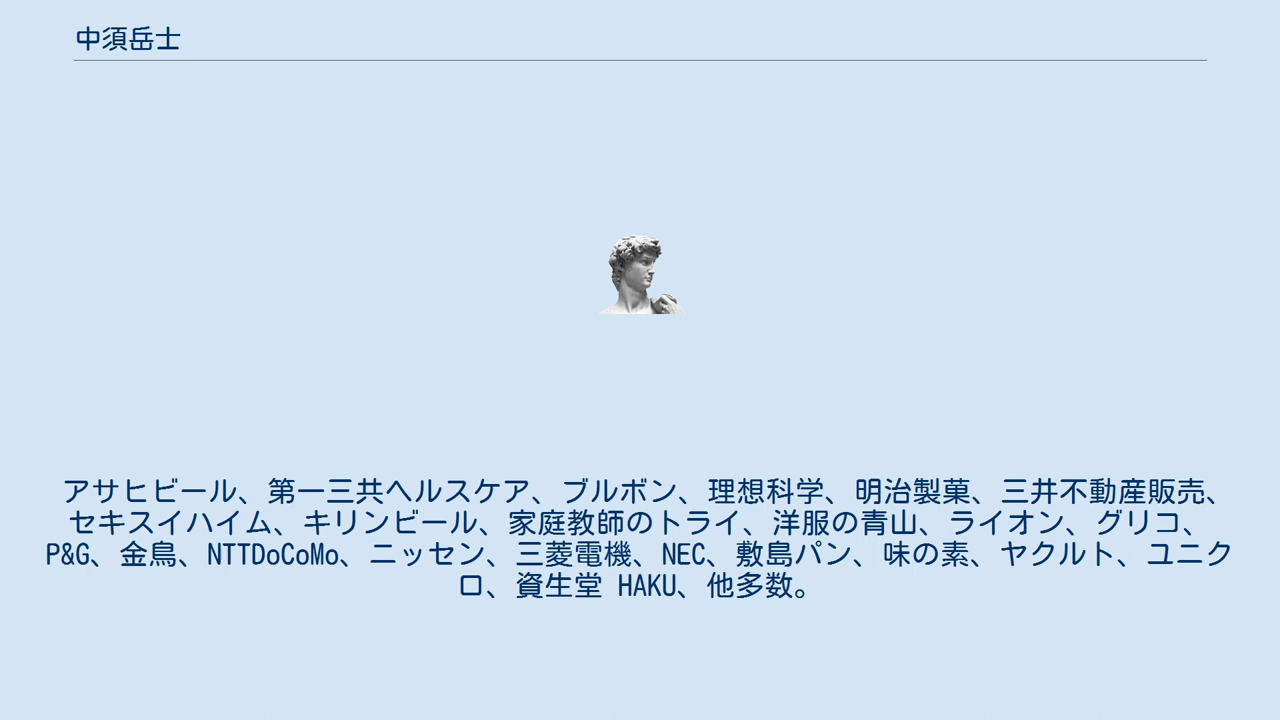 中須岳士
アサヒビール、第一三共ヘルスケア、ブルボン、理想科学、明治製菓、三井不動産販売、
セキスイハイム、キリンビール、家庭教師のトライ、洋服の青山、ライオン、グリコ、
P&G、金鳥、NTTDoCoMo、ニッセン、三菱電機、NEC、敷島パン、味の素、ヤクルト、ユニク
ロ、資生堂 HAKU、他多数。